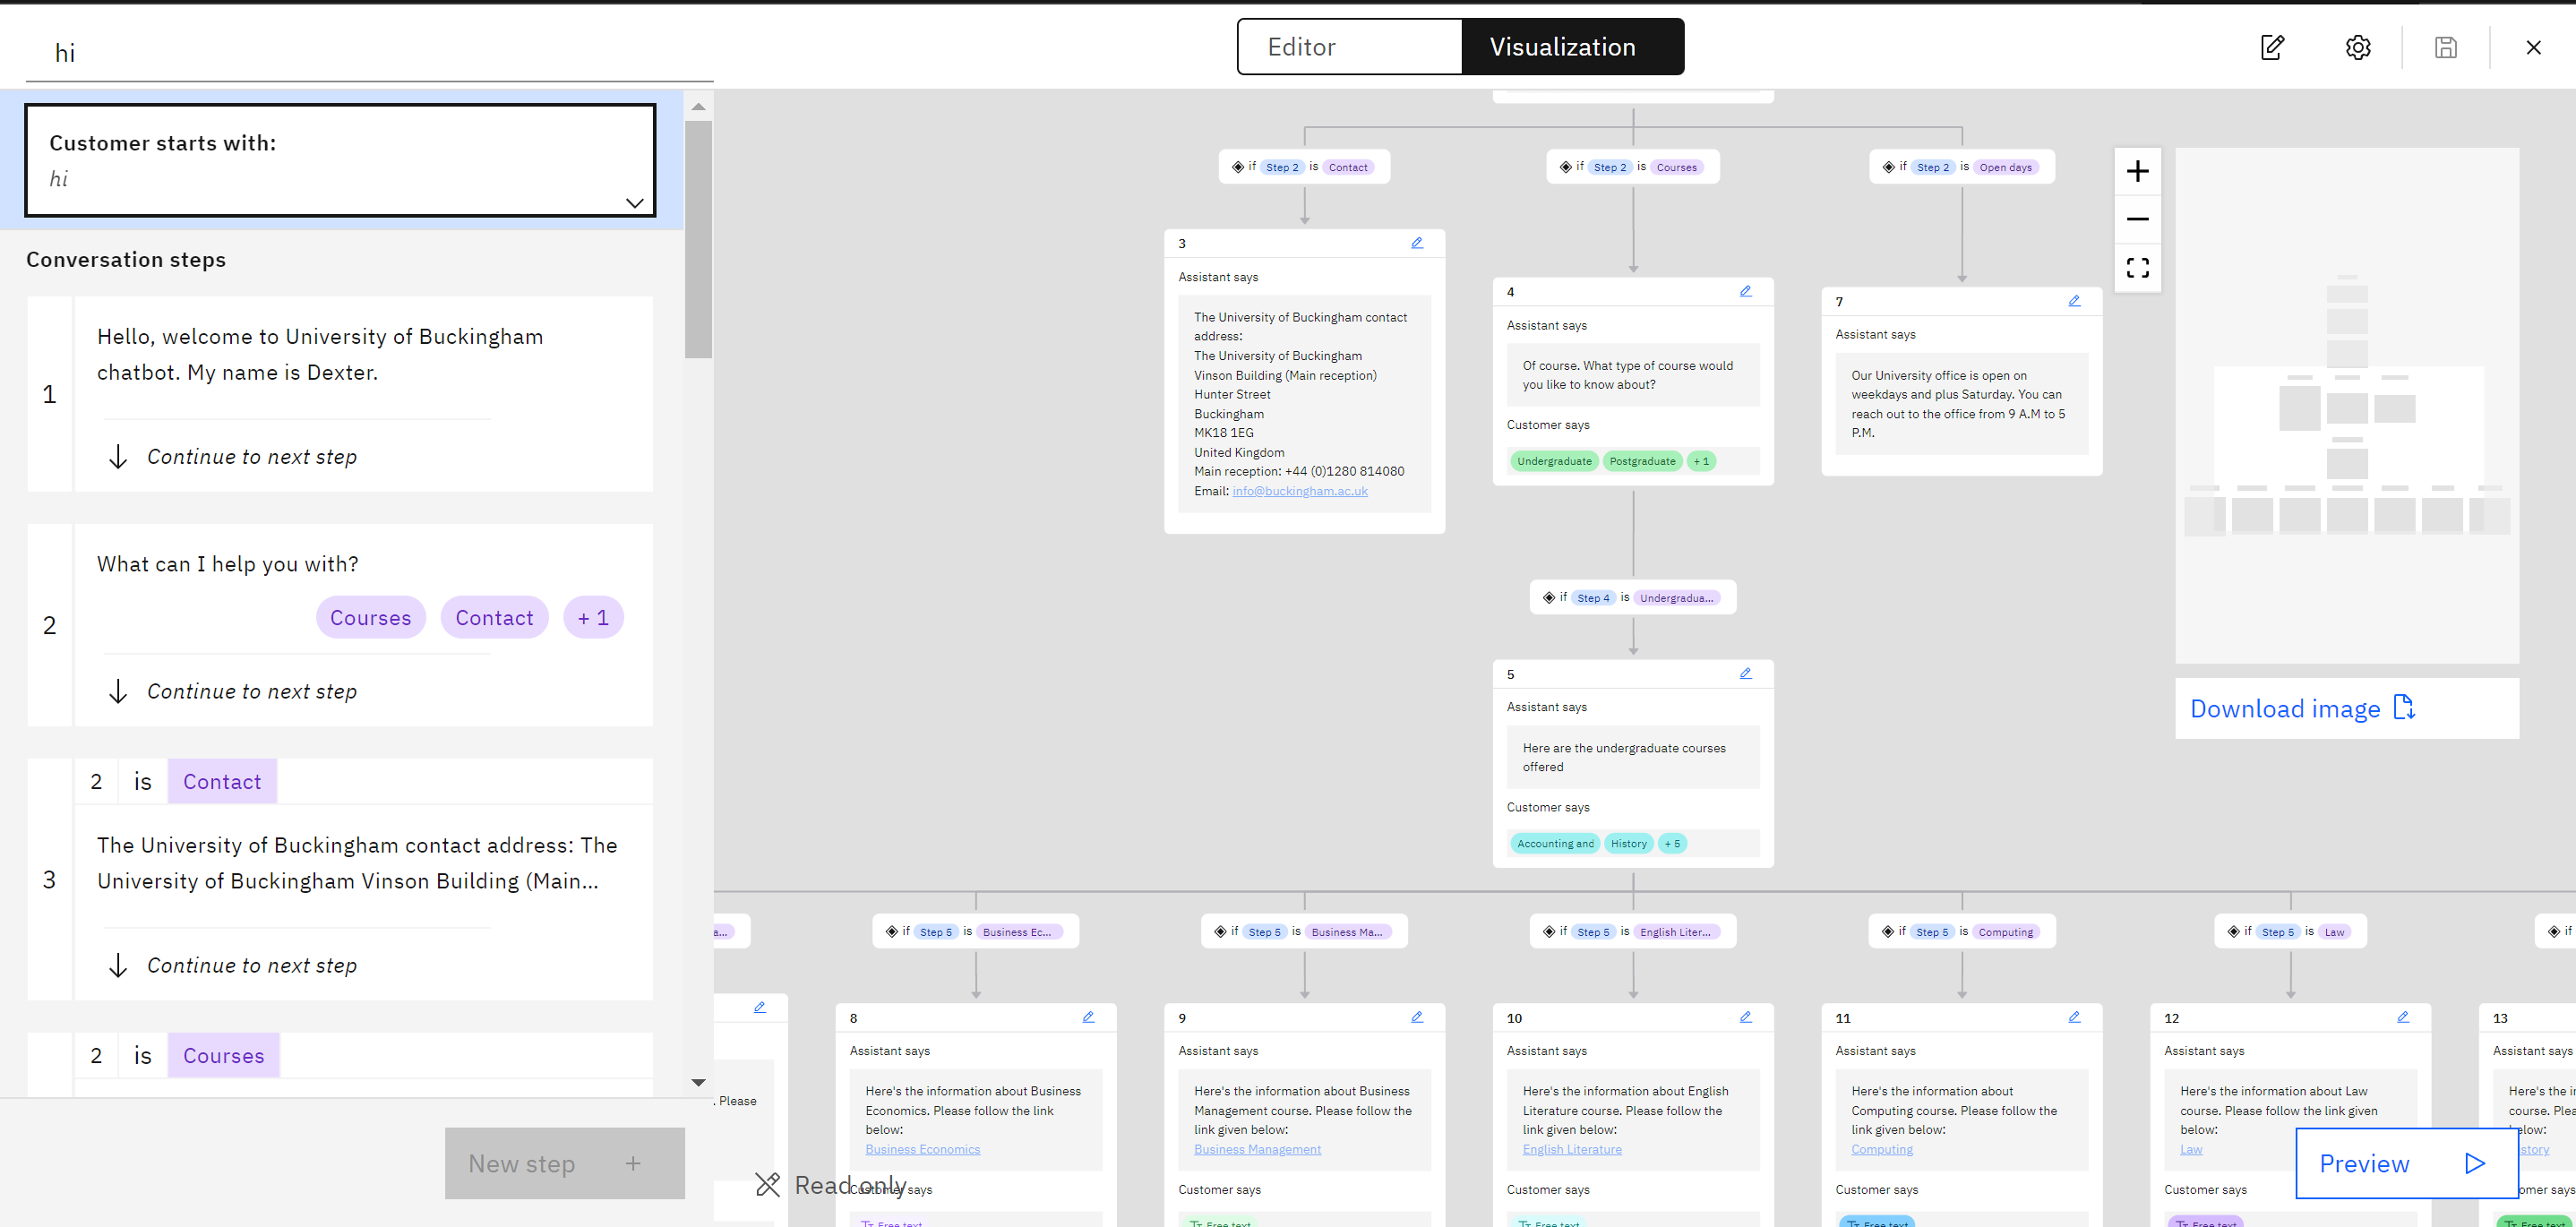 hi
Editor
Visualization
Customer starts with:
hi
Conversation steps
1
Hello, welcome to University of Buckingham
chatbot. My name is Dexter.
Continue to next step
2
What can I help you with?
Courses
Contact
+ 1
Continue to next step
3
2 is Contact
The University of Buckingham contact address: The
University of Buckingham Vinson Building (Main...
Continue to next step
2 is Courses
New step +
if Step 2 is Contact
if Step 2 is Courses
if Step 2 is Open days
3
Assistant says
The University of Buckingham contact
address:
The University of Buckingham
Vinson Building (Main reception)
Hunter Street
Buckingham
MK18 1EG
United Kingdom
Main reception: +44 (0)1280 814080
Email: info@buckingham.ac.uk
4
Assistant says
Of course. What type of course would
you like to know about?
Customer says
Undergraduate
Postgraduate
+ 1
7
Assistant says
Our University office is open on
weekdays and plus Saturday. You can
reach out to the office from 9 A.M to 5
P.M.
Download image
if Step 4 is Undergradua...
5
Assistant says
Here are the undergraduate courses
offered
Customer says
Accounting and
History
+ 5
a...
if Step 5 is Business Ec...
if Step 5 is Business Ma...
if Step 5 is English Liter...
if Step 5 is Computing
if Step 5 is Law
if
. Please
8
Assistant says
Here's the information about Business
Economics. Please follow the link
below:
Business Economics
Customer says
Free text
9
Assistant says
Here's the information about Business
Management course. Please follow the
link given below:
Business Management
Customer says
Free text
10
Assistant says
Here's the information about English
Literature course. Please follow the
link given below:
English Literature
Customer says
Free text
11
Assistant says
Here's the information about
Computing course. Please follow the
link given below:
Computing
Customer says
Free text
12
Assistant says
Here's the information about Law
course. Please follow the link given
below:
Law
Customer says
Free text
13
Assistant says
Here's the
course.
Free text
Read only
Preview